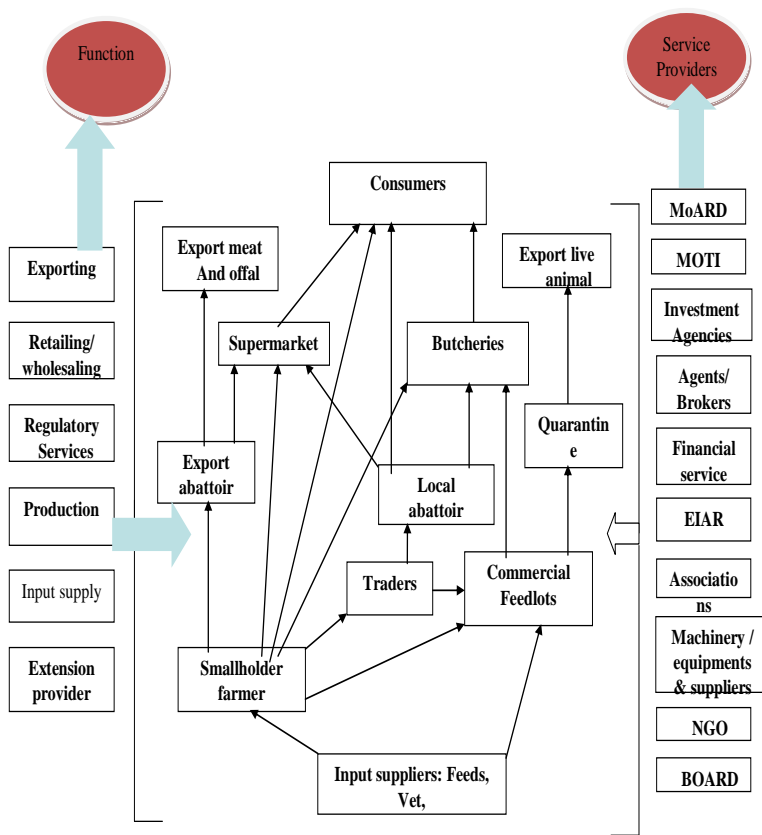 Function
Service
Providers
Consumers
Export meat
And offal
Export live
animal
Supermarket
Butcheries
Export
abattoir
Local
abattoir
Quarantin
e
Traders
Commercial
Feedlots
Smallholder
farmer
Input suppliers: Feeds,
Vet,
Exporting
Retailing/
wholesaling
Regulatory
Services
Production
Input supply
Extension
provider
MoARD
MOTI
Investment
Agencies
Agents/
Brokers
Financial
service
EIAR
Associatio
ns
Machinery /
equipments
& suppliers
NGO
BOARD